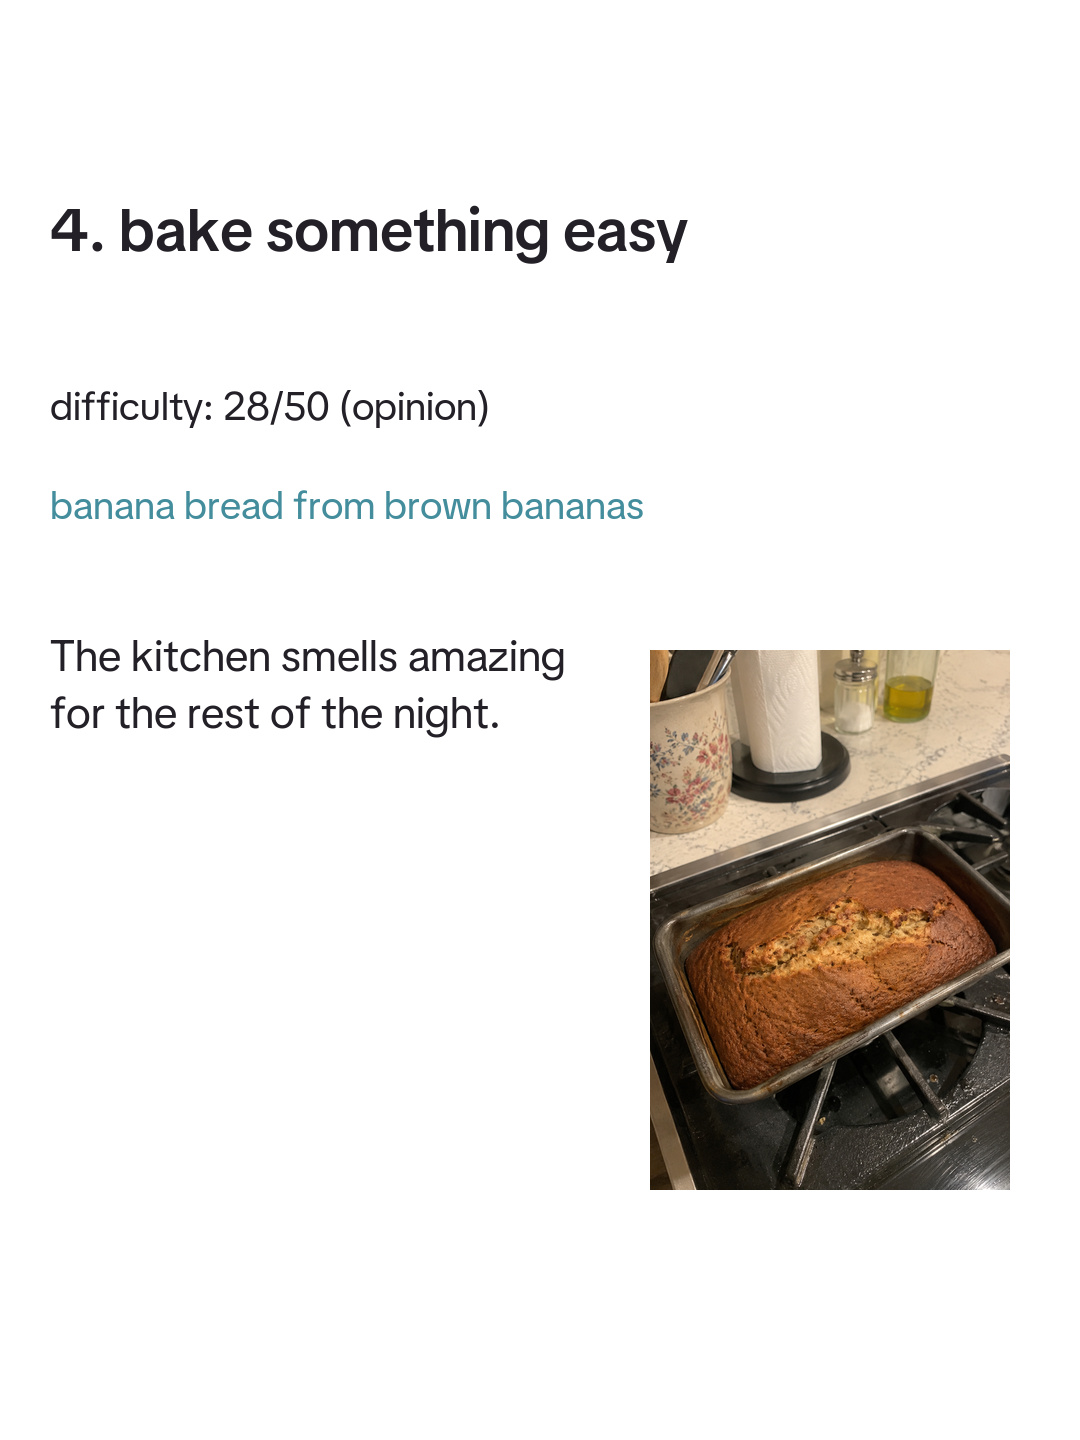 4. bake something easy
difficulty: 28/50 (opinion)
banana bread from brown bananas
The kitchen smells amazing
for the rest of the night.